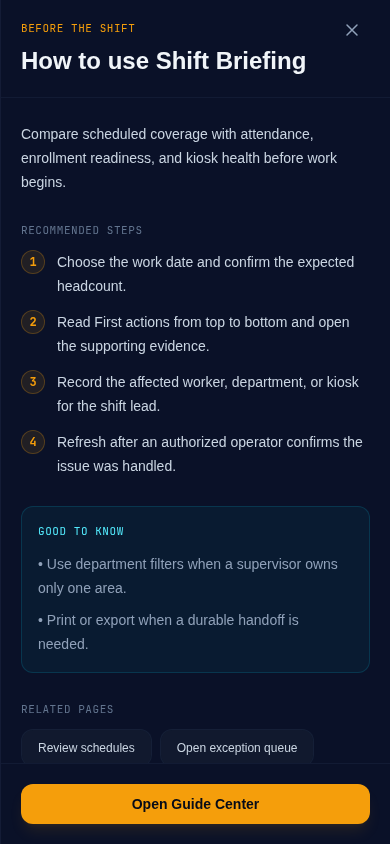 BEFORE THE SHIFT
How to use Shift Briefing
Compare scheduled coverage with attendance,
enrollment readiness, and kiosk health before work
begins.
RECOMMENDED STEPS
1 Choose the work date and confirm the expected
headcount.
2 Read First actions from top to bottom and open
the supporting evidence.
3 Record the affected worker, department, or kiosk
for the shift lead.
4 Refresh after an authorized operator confirms the
issue was handled.
GOOD TO KNOW
• Use department filters when a supervisor owns
only one area.
• Print or export when a durable handoff is
needed.
RELATED PAGES
Review schedules Open exception queue
Open Guide Center